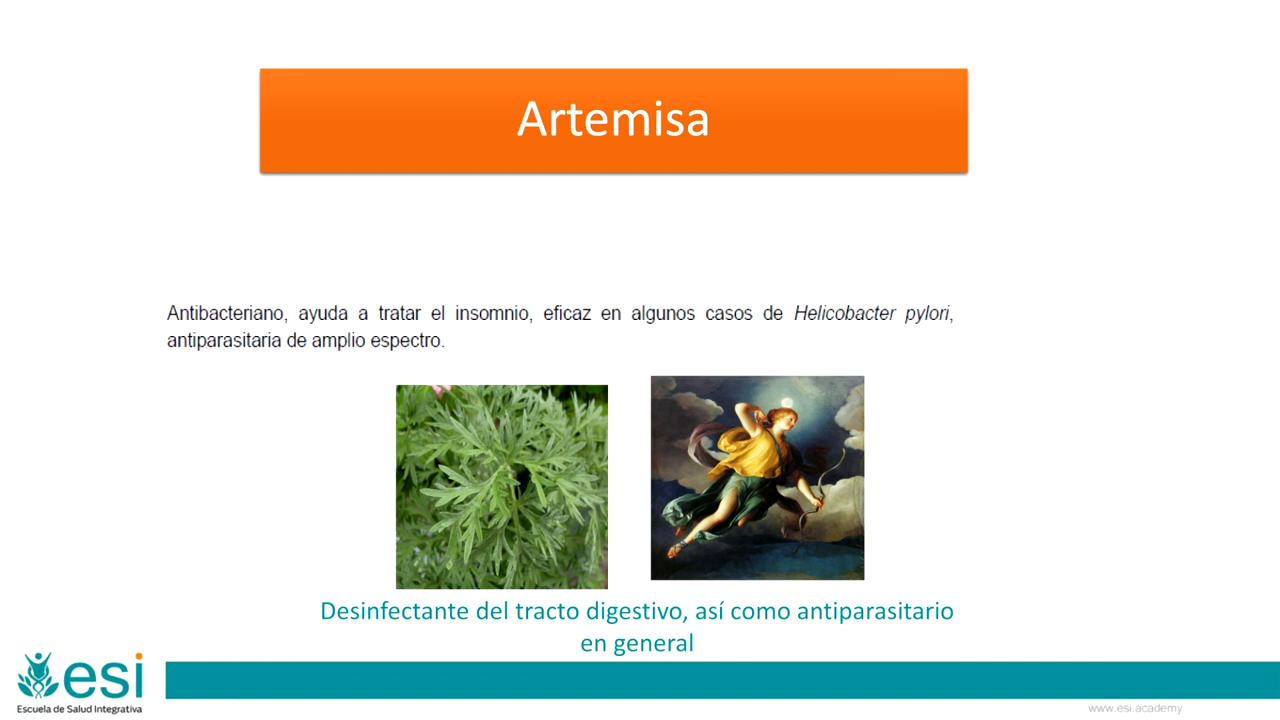 Artemisa
Antibacteriano, ayuda a tratar el insomnio, eficaz en algunos casos de Helicobacter pylori,
antiparasitaria de amplio espectro.
Desinfectante del tracto digestivo, así como antiparasitario
en general
esi
Escuela de Salud Integrativa
www.esi.academy